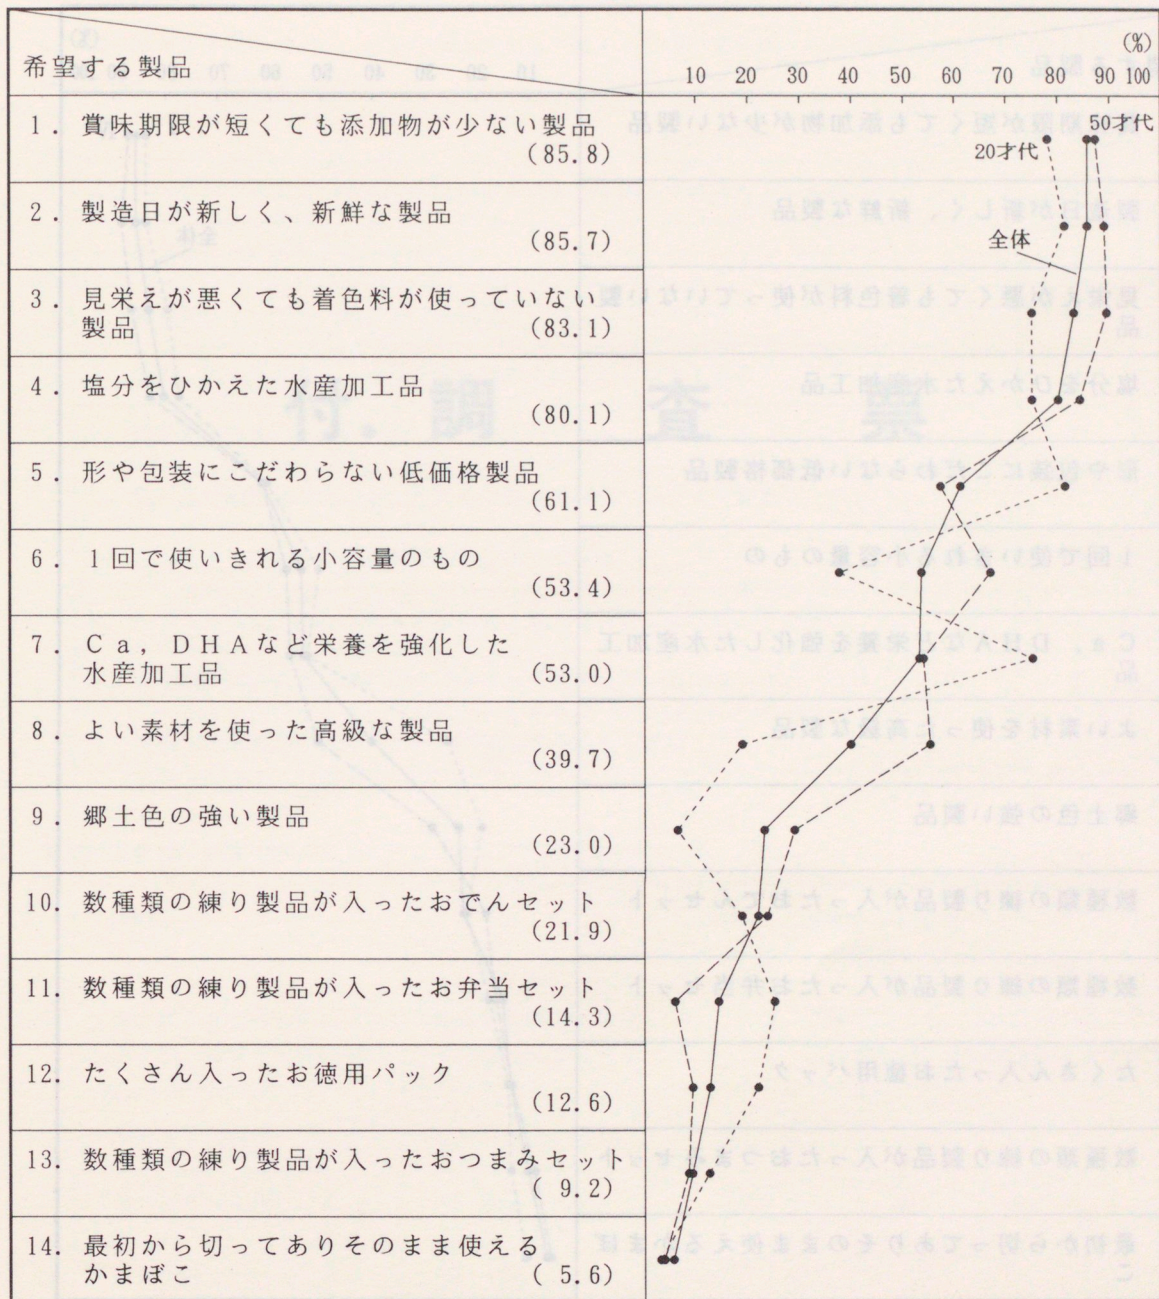 希望する製品
(%)
10 20 30 40 50 60 70 80 90 100
1. 賞味期限が短くても添加物が少ない製品
(85.8)
50才代
20才代
2. 製造日が新しく、新鮮な製品
(85.7)
全体
3. 見栄えが悪くても着色料が使っていない
製品 (83.1)
4. 塩分をひかえた水産加工品
(80.1)
5. 形や包装にこだわらない低価格製品
(61.1)
6. 1回で使いきれる小容量のもの
(53.4)
7. Ca, DHAなど栄養を強化した
水産加工品 (53.0)
8. よい素材を使った高級な製品
(39.7)
9. 郷土色の強い製品
(23.0)
10. 数種類の練り製品が入ったおでんセット
(21.9)
11. 数種類の練り製品が入ったお弁当セット
(14.3)
12. たくさん入ったお徳用パック
(12.6)
13. 数種類の練り製品が入ったおつまみセット
( 9.2)
14. 最初から切ってありそのまま使える
かまぼこ ( 5.6)